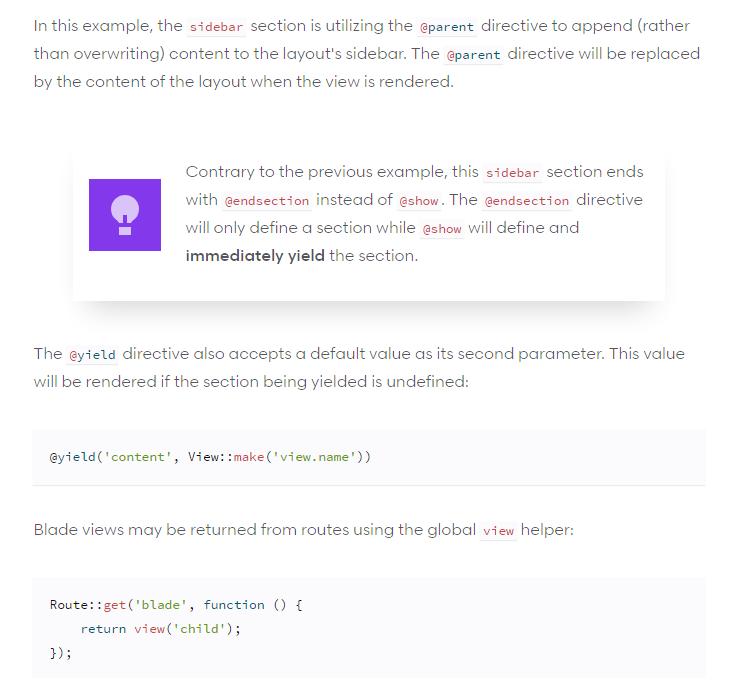 In this example, the sidebar section is utilizing the @parent directive to append (rather
than overwriting) content to the layout's sidebar. The @parent directive will be replaced
by the content of the layout when the view is rendered.
Contrary to the previous example, this sidebar section ends
with @endsection instead of @show. The @endsection directive
will only define a section while @show will define and
immediately yield the section.
The @yield directive also accepts a default value as its second parameter. This value
will be rendered if the section being yielded is undefined:
@yield('content', View::make('view.name'))
Blade views may be returned from routes using the global view helper:
Route::get('blade', function () {
    return view('child');
});